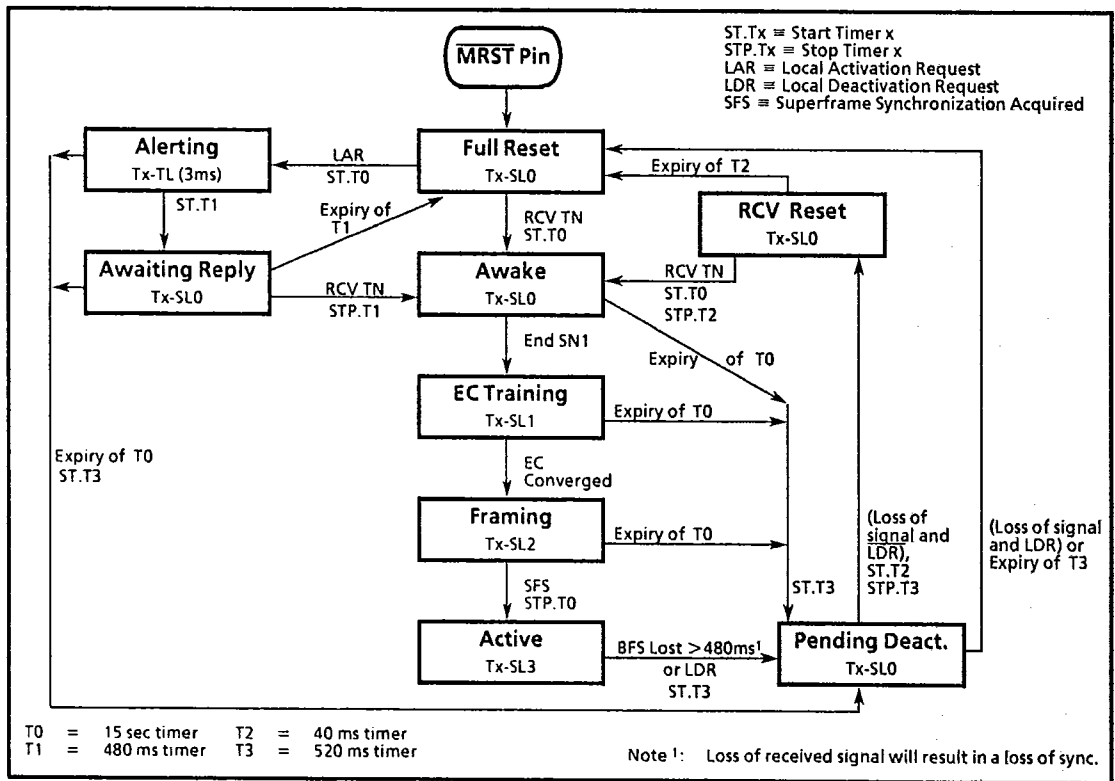 ST.Tx ≡ Start Timer x
STP.Tx ≡ Stop Timer x
LAR ≡ Local Activation Request
LDR ≡ Local Deactivation Request
SFS ≡ Superframe Synchronization Acquired
M̅R̅S̅T̅ Pin
Alerting
Tx-TL (3ms)
LAR
ST.T0
Full Reset
Tx-SL0
Expiry of T2
ST.T1
Expiry of
T1
RCV TN
ST.T0
RCV Reset
Tx-SL0
Awaiting Reply
Tx-SL0
RCV TN
STP.T1
Awake
Tx-SL0
RCV TN
ST.T0
STP.T2
End SN1
Expiry of T0
EC Training
Tx-SL1
Expiry of T0
Expiry of T0
ST.T3
EC
Converged
Framing
Tx-SL2
Expiry of T0
(Loss of
signal and
L̅D̅R̅),
ST.T2
STP.T3
(Loss of signal
and LDR) or
Expiry of T3
SFS
STP.T0
ST.T3
Active
Tx-SL3
BFS Lost >480ms¹
or LDR
ST.T3
Pending Deact.
Tx-SL0
T0 = 15 sec timer T2 = 40 ms timer
T1 = 480 ms timer T3 = 520 ms timer
Note ¹: Loss of received signal will result in a loss of sync.